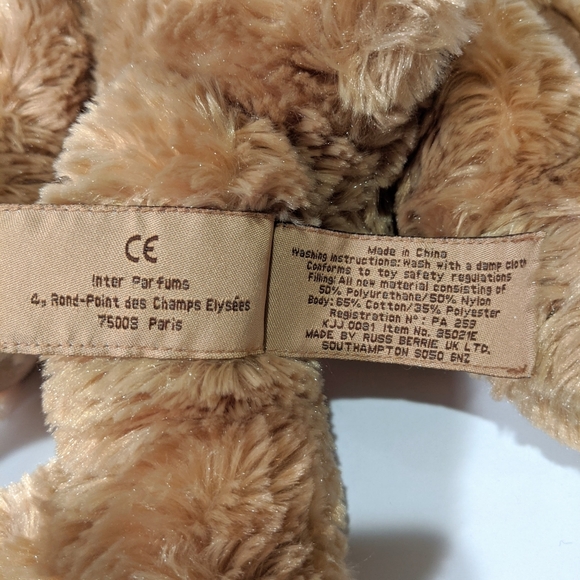 CE
Inter Parfums
4, Rond-Point des Champs Elysées
75008 Paris
Made in China
Washing Instructions: Wash with a damp cloth
Conforms to toy safety regulations
Filling: All new material consisting of
50% Polyurethane/50% Nylon
Body: 65% Cotton/35% Polyester
Registration N°: PA 259
KJJ 0031 Item No. 35021E
MADE BY RUSS BERRIE UK LTD.
SOUTHAMPTON SO50 6NZ